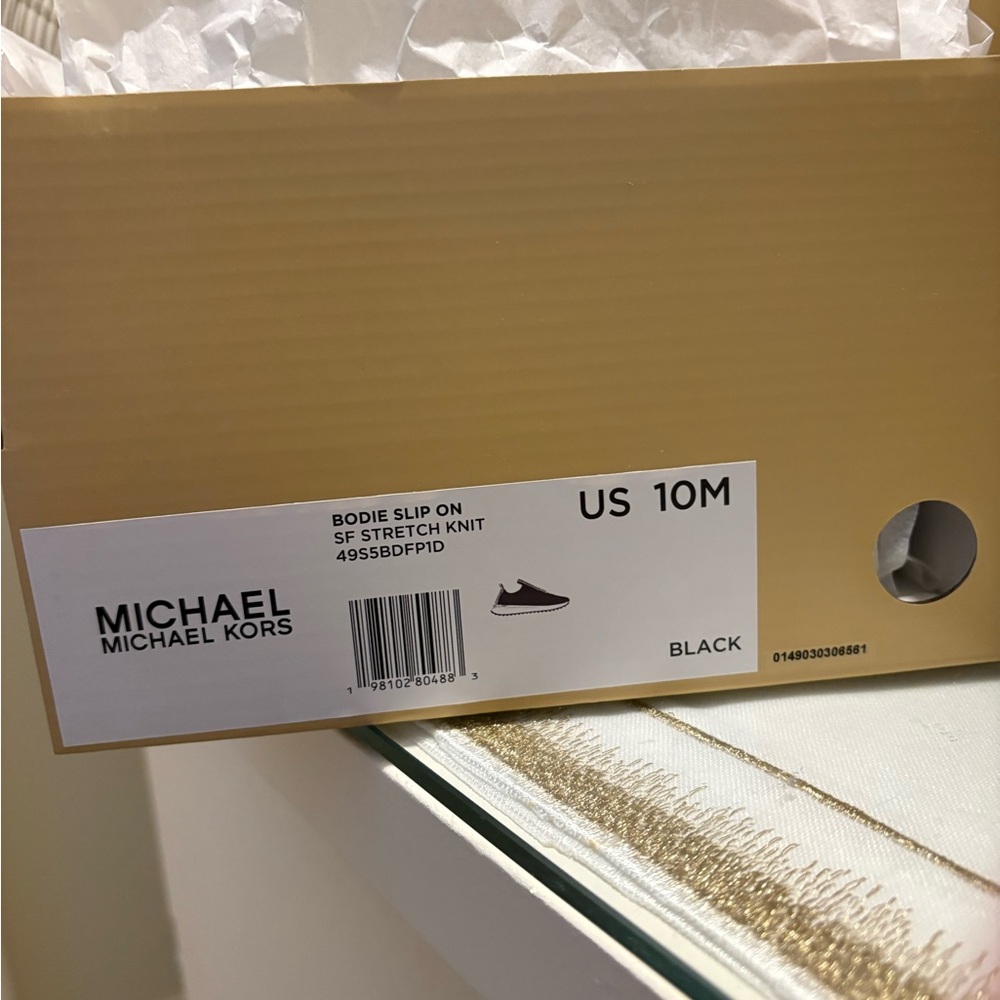 BODIE SLIP ON
SF STRETCH KNIT
49S5BDFP1D
US 10M
MICHAEL
MICHAEL KORS
1 98102 80488 3
BLACK
0149030306561